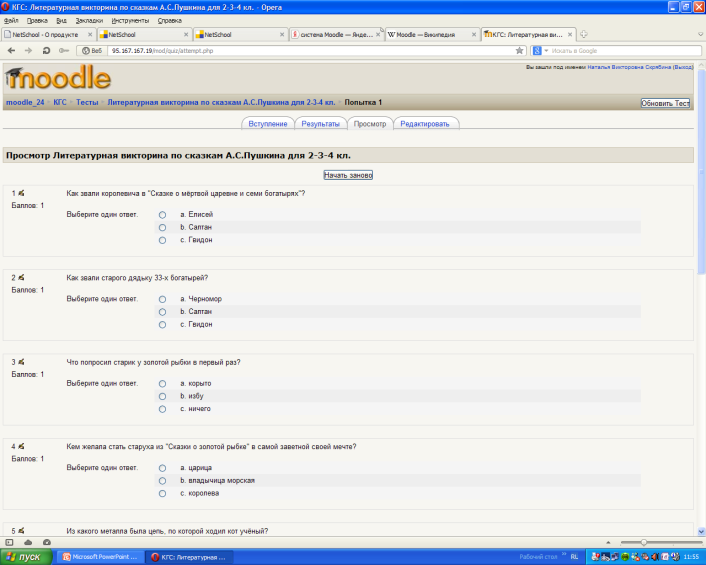 КГС: Литературная викторина по сказкам А.С.Пушкина для 2-3-4 кл. - Opera
Файл Правка Вид Закладки Инструменты Справка
NetSchool - О продукте NetSchool NetSchool система Moodle — Янде... Moodle — Википедия КГС: Литературная ви...
Веб 95.167.167.19/mod/quiz/attempt.php Искать в Google
Вы зашли под именем Наталья Викторовна Скрябина (Выход)
moodle
moodle_24 КГС Тесты Литературная викторина по сказкам А.С.Пушкина для 2-3-4 кл. Попытка 1 Обновить Тест
Вступление Результаты Просмотр Редактировать
Просмотр Литературная викторина по сказкам А.С.Пушкина для 2-3-4 кл.
Начать заново
1 Как звали королевича в "Сказке о мёртвой царевне и семи богатырях"?
Баллов: 1
Выберите один ответ. a. Елисей
b. Салтан
c. Гвидон
2 Как звали старого дядьку 33-х богатырей?
Баллов: 1
Выберите один ответ. a. Черномор
b. Салтан
c. Гвидон
3 Что попросил старик у золотой рыбки в первый раз?
Баллов: 1
Выберите один ответ. a. корыто
b. избу
c. ничего
4 Кем желала стать старуха из "Сказки о золотой рыбке" в самой заветной своей мечте?
Баллов: 1
Выберите один ответ. a. царица
b. владычица морская
c. королева
5 Из какого металла была цепь, по которой ходил кот учёный?
пуск Microsoft PowerPoint ... КГС: Литературная ... Рабочий стол » RL 11:55